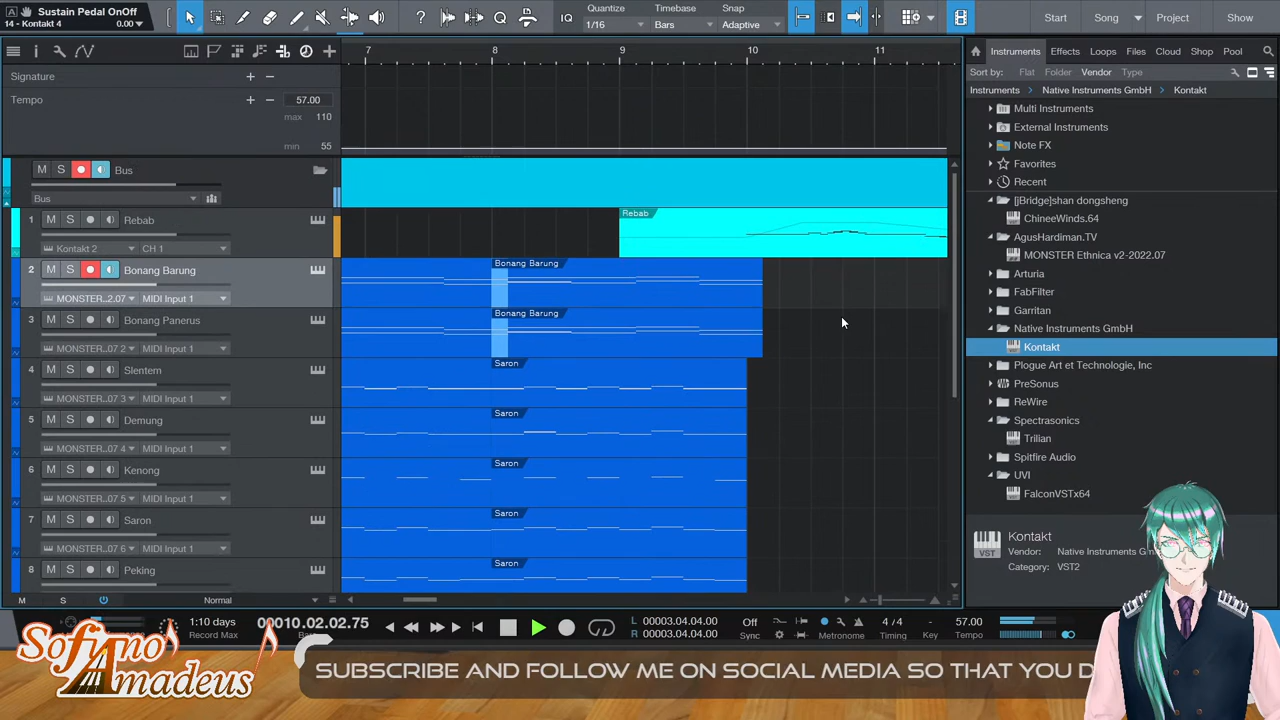 Sustain Pedal OnOff
14 - Kontakt 4 0.00
IQ
Quantize
1/16
Timebase
Bars
Snap
Adaptive
Start
Song
Project
Show
7
8
9
10
11
Signature
Tempo
57.00
max 110
min 55
M S Bus
Bus
1 M S Rebab
Kontakt 2 CH 1
2 M S Bonang Barung
MONSTER...2.07 MIDI Input 1
3 M S Bonang Panerus
MONSTER..07 2 MIDI Input 1
4 M S Slentem
MONSTER..07 3 MIDI Input 1
5 M S Demung
MONSTER..07 4 MIDI Input 1
6 M S Kenong
MONSTER..07 5 MIDI Input 1
7 M S Saron
MONSTER..07 6 MIDI Input 1
8 M S Peking
Rebab
Bonang Barung
Bonang Barung
Saron
Saron
Saron
Saron
Saron
M S Normal
Instruments Effects Loops Files Cloud Shop Pool
Sort by: Flat Folder Vendor Type
Instruments Native Instruments GmbH Kontakt
Multi Instruments
External Instruments
Note FX
Favorites
Recent
[jBridge]shan dongsheng
ChineeWinds.64
AgusHardiman.TV
MONSTER Ethnica v2-2022.07
Arturia
FabFilter
Garritan
Native Instruments GmbH
Kontakt
Plogue Art et Technologie, Inc
PreSonus
ReWire
Spectrasonics
Trilian
Spitfire Audio
UVI
FalconVSTx64
Kontakt
Vendor: Native Instruments Gm
Category: VST2
VST
1:10 days
Record Max
00010.02.02.75
Bars
L 00003.04.04.00
R 00003.04.04.00
Off
Sync
Metronome
4 / 4
Timing
-
Key
57.00
Tempo
Sofiano
Amadeus
SUBSCRIBE AND FOLLOW ME ON SOCIAL MEDIA SO THAT YOU D